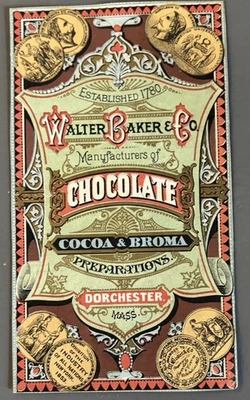 ESTABLISHED 1780.
WALTER BAKER & Co
Manufacturers of
CHOCOLATE
COCOA & BROMA
PREPARATIONS.
DORCHESTER
MASS.